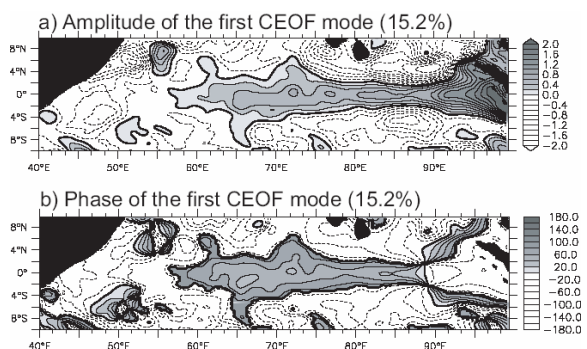 a) Amplitude of the first CEOF mode (15.2%)
8°N
4°N
0°
4°S
8°S
40°E 50°E 60°E 70°E 80°E 90°E
2.0
1.6
1.2
0.8
0.4
0.0
-0.4
-0.8
-1.2
-1.6
-2.0
b) Phase of the first CEOF mode (15.2%)
8°N
4°N
0°
4°S
8°S
40°E 50°E 60°E 70°E 80°E 90°E
180.0
140.0
100.0
60.0
20.0
-20.0
-60.0
-100.0
-140.0
-180.0